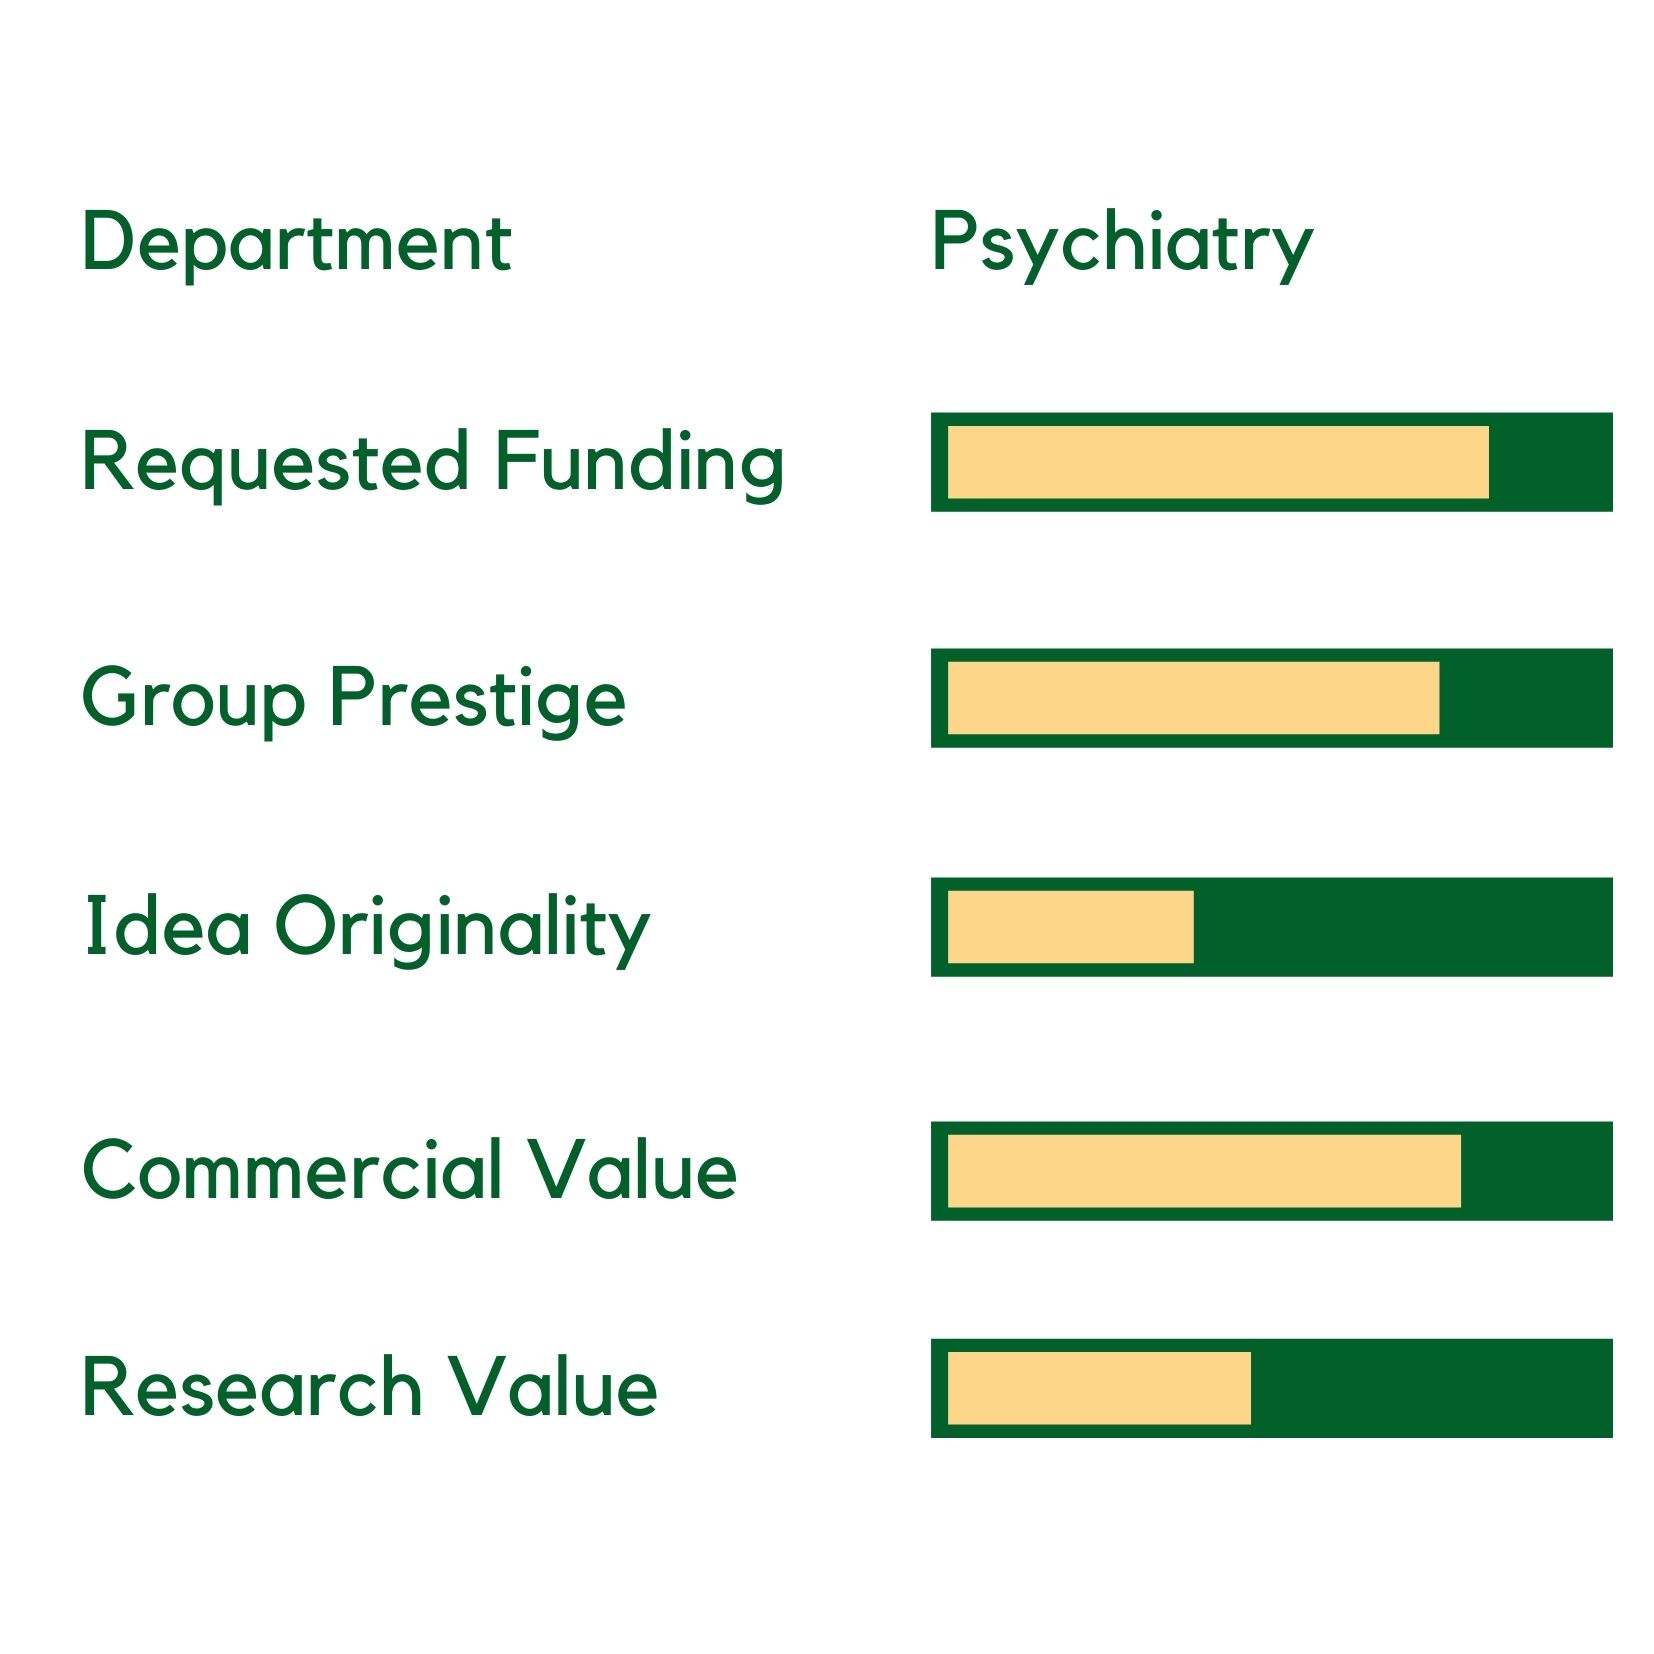 Department Psychiatry
Requested Funding
Group Prestige
Idea Originality
Commercial Value
Research Value